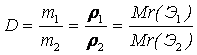 D = m₁/m₂ = ρ₁/ρ₂ = Mr(Э₁)/Mr(Э₂)